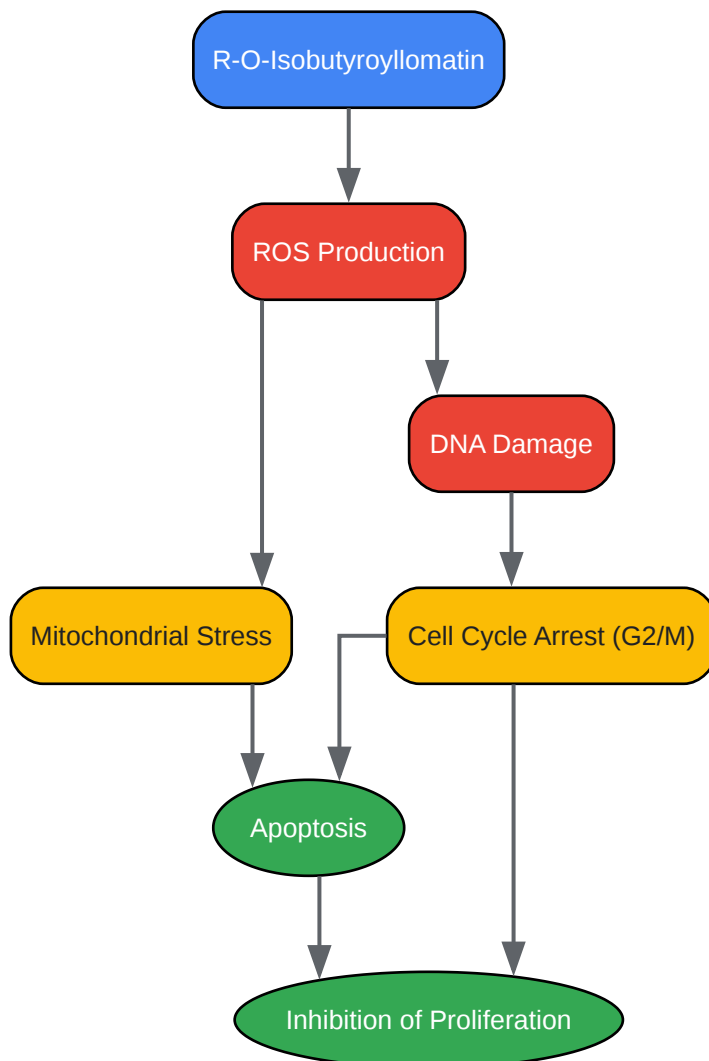 R-O-Isobutyroyllomatin
ROS Production
DNA Damage
Mitochondrial Stress
Cell Cycle Arrest (G2/M)
Apoptosis
Inhibition of Proliferation